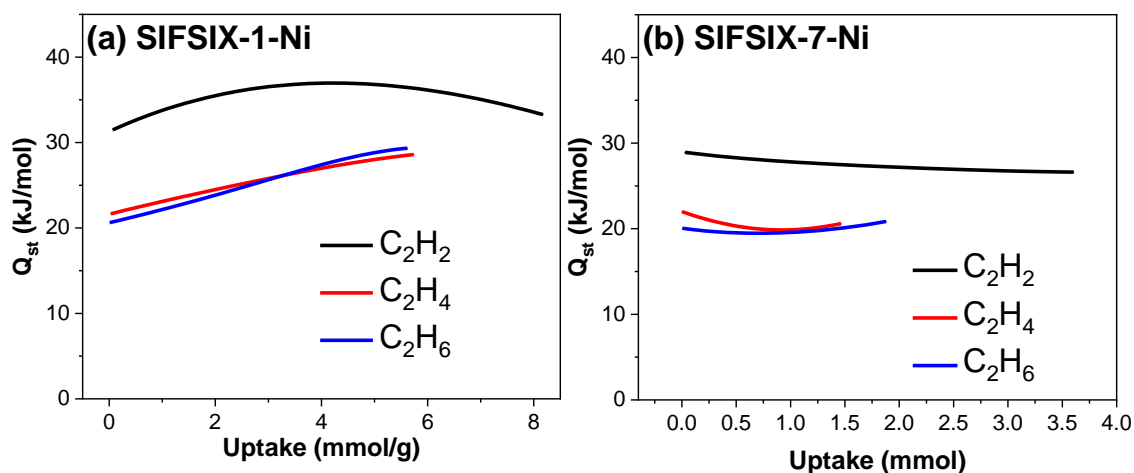 (a) SIFSIX-1-Ni
Q_st (kJ/mol)
40
30
20
10
0
C₂H₂
C₂H₄
C₂H₆
0 2 4 6 8
Uptake (mmol/g)
(b) SIFSIX-7-Ni
Q_st (kJ/mol)
40
30
20
10
0
C₂H₂
C₂H₄
C₂H₆
0.0 0.5 1.0 1.5 2.0 2.5 3.0 3.5 4.0
Uptake (mmol)